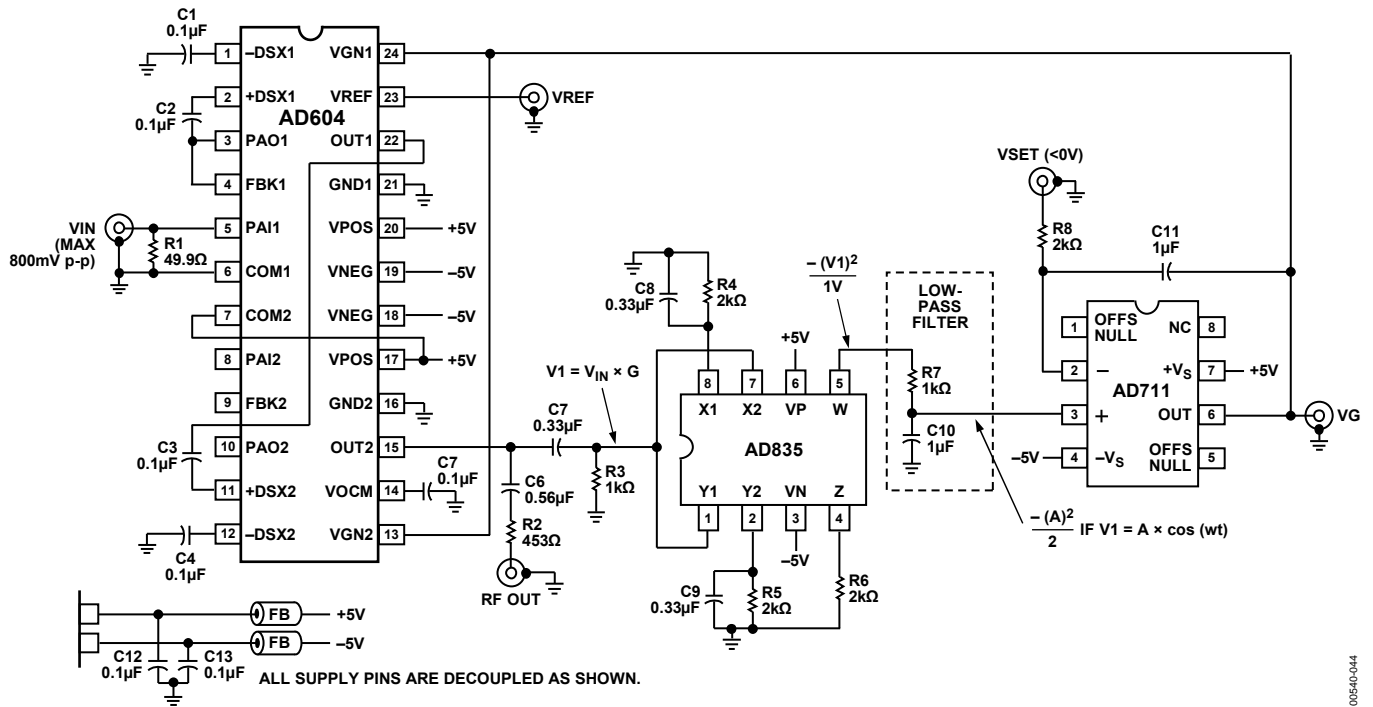 C1
0.1µF
1
–DSX1
VGN1
24
2
+DSX1
VREF
23
VREF
AD604
C2
0.1µF
3
PAO1
OUT1
22
4
FBK1
GND1
21
VIN
(MAX
800mV p-p)
R1
49.9Ω
5
PAI1
VPOS
20
+5V
6
COM1
VNEG
19
–5V
7
COM2
VNEG
18
–5V
8
PAI2
VPOS
17
+5V
9
FBK2
GND2
16
C3
0.1µF
10
PAO2
OUT2
15
11
+DSX2
VOCM
14
C7
0.1µF
12
–DSX2
VGN2
13
C4
0.1µF
C6
0.56µF
R2
453Ω
RF OUT
C7
0.33µF
V1 = VIN × G
R3
1kΩ
C8
0.33µF
R4
2kΩ
+5V
8
7
6
5
X1
X2
VP
W
AD835
Y1
Y2
VN
Z
1
2
3
4
–5V
C9
0.33µF
R5
2kΩ
R6
2kΩ
– (V1)2
1V
LOW-
PASS
FILTER
R7
1kΩ
C10
1µF
VSET (<0V)
R8
2kΩ
C11
1µF
1
OFFS
NULL
NC
8
2
–
+VS
7
+5V
AD711
3
+
OUT
6
VG
–5V
4
–VS
OFFS
NULL
5
– (A)2
2
IF V1 = A × cos (wt)
FB
+5V
FB
–5V
C12
0.1µF
C13
0.1µF
ALL SUPPLY PINS ARE DECOUPLED AS SHOWN.
00540-044